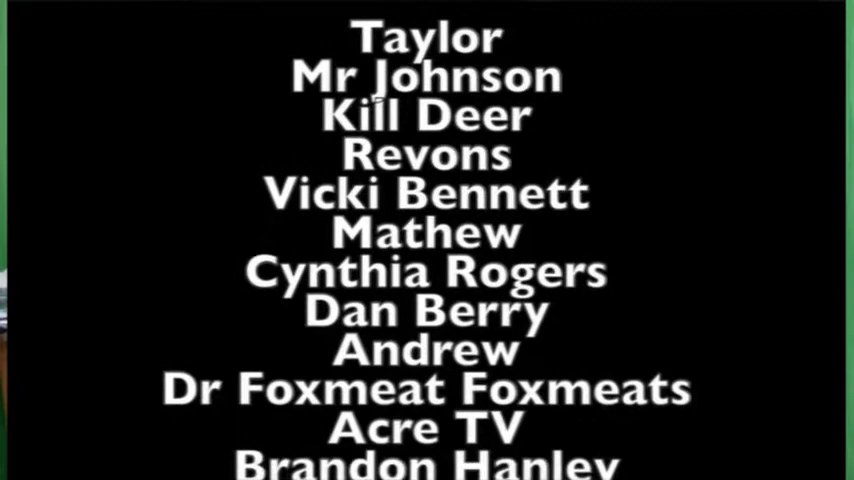 Taylor
Mr Johnson
Kill Deer
Revons
Vicki Bennett
Mathew
Cynthia Rogers
Dan Berry
Andrew
Dr Foxmeat Foxmeats
Acre TV
Brandon Hanley